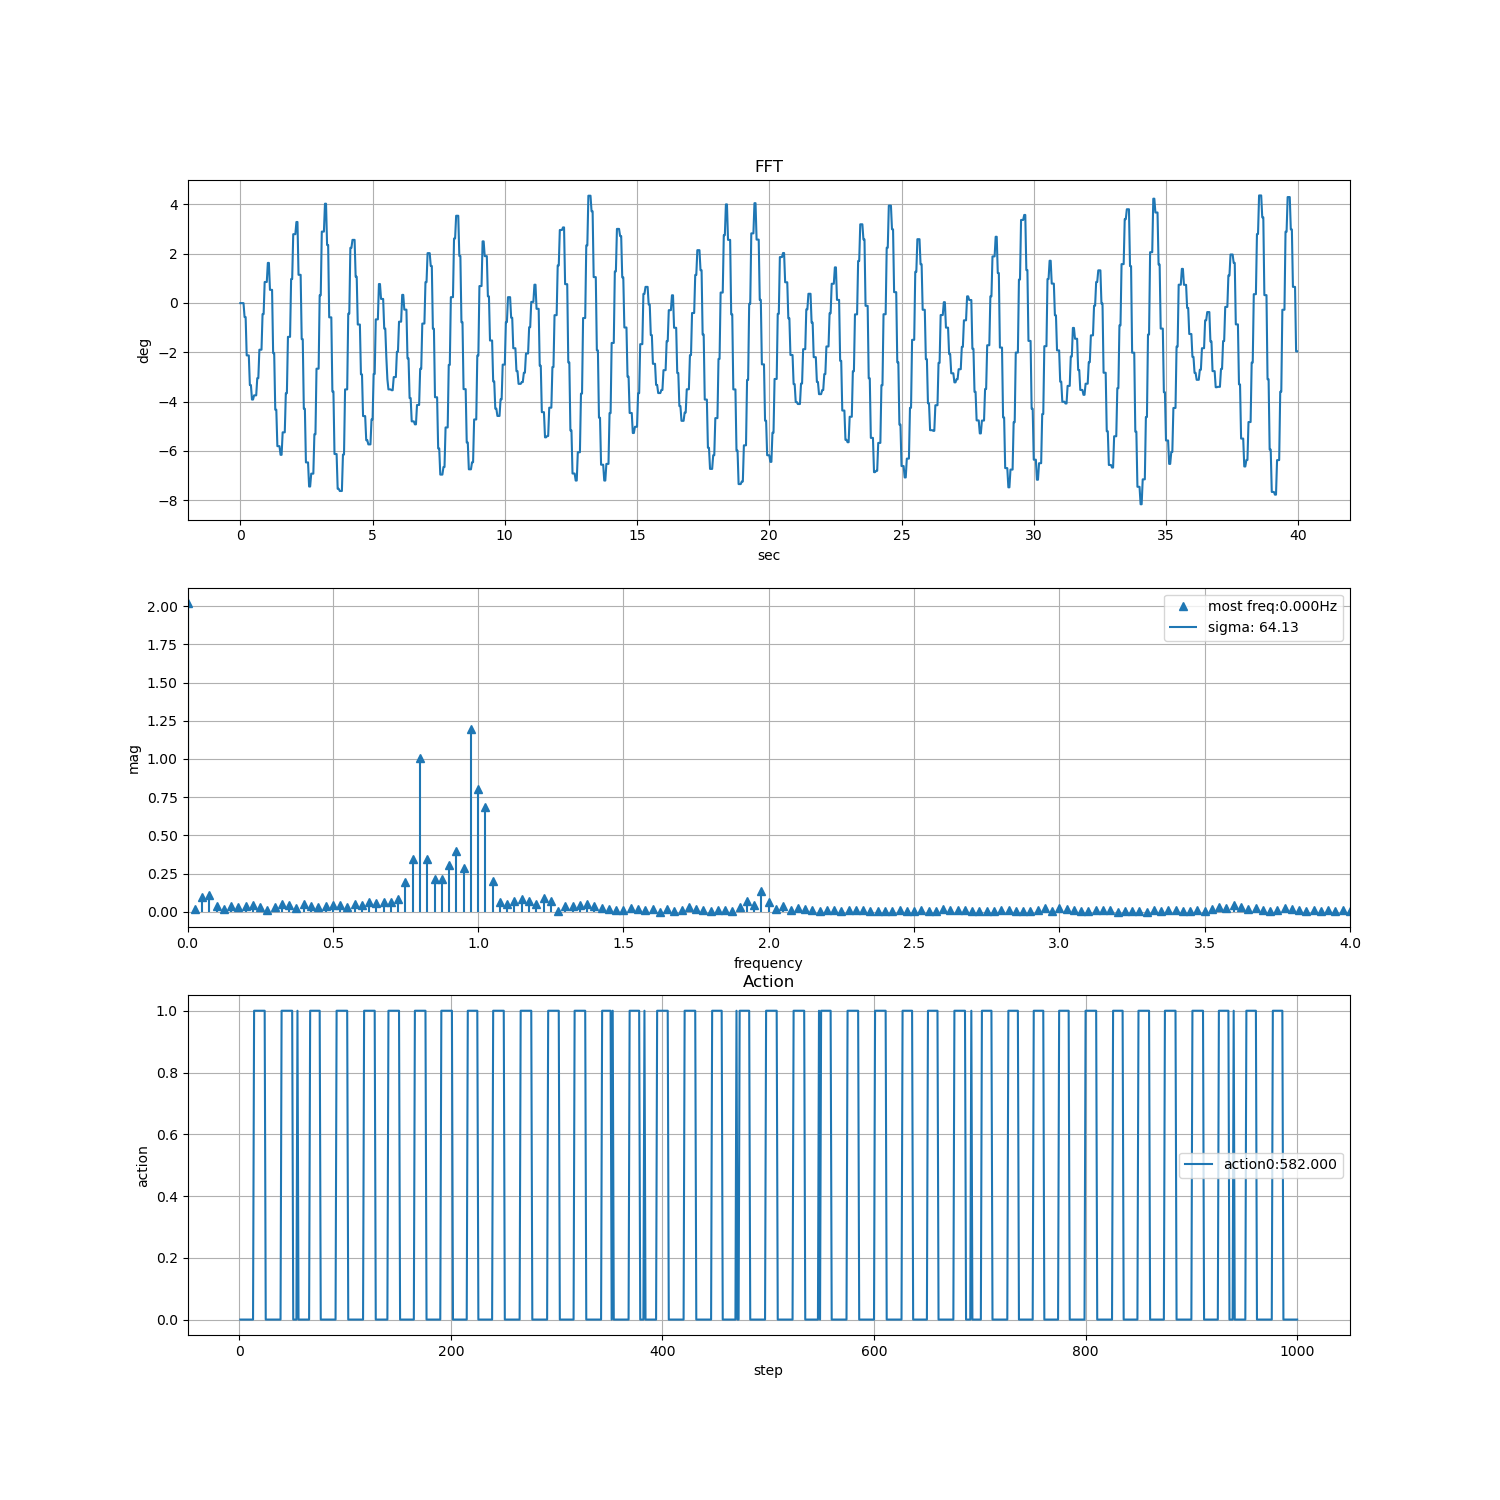 FFT
4
2
0
−2
−4
−6
−8
deg
0 5 10 15 20 25 30 35 40
sec
2.00
1.75
1.50
1.25
1.00
0.75
0.50
0.25
0.00
mag
most freq:0.000Hz
sigma: 64.13
0.0 0.5 1.0 1.5 2.0 2.5 3.0 3.5 4.0
frequency
Action
1.0
0.8
0.6
0.4
0.2
0.0
action
action0:582.000
0 200 400 600 800 1000
step